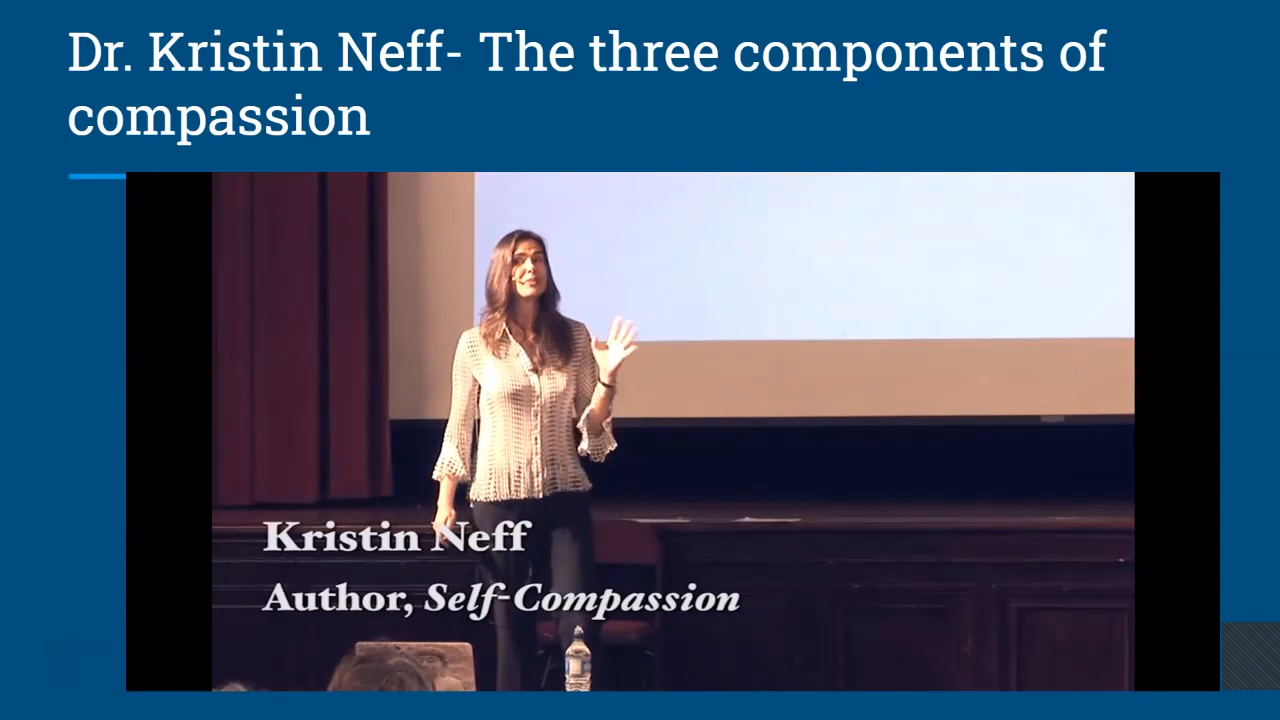 Dr. Kristin Neff- The three components of
compassion
Kristin Neff
Author, Self-Compassion